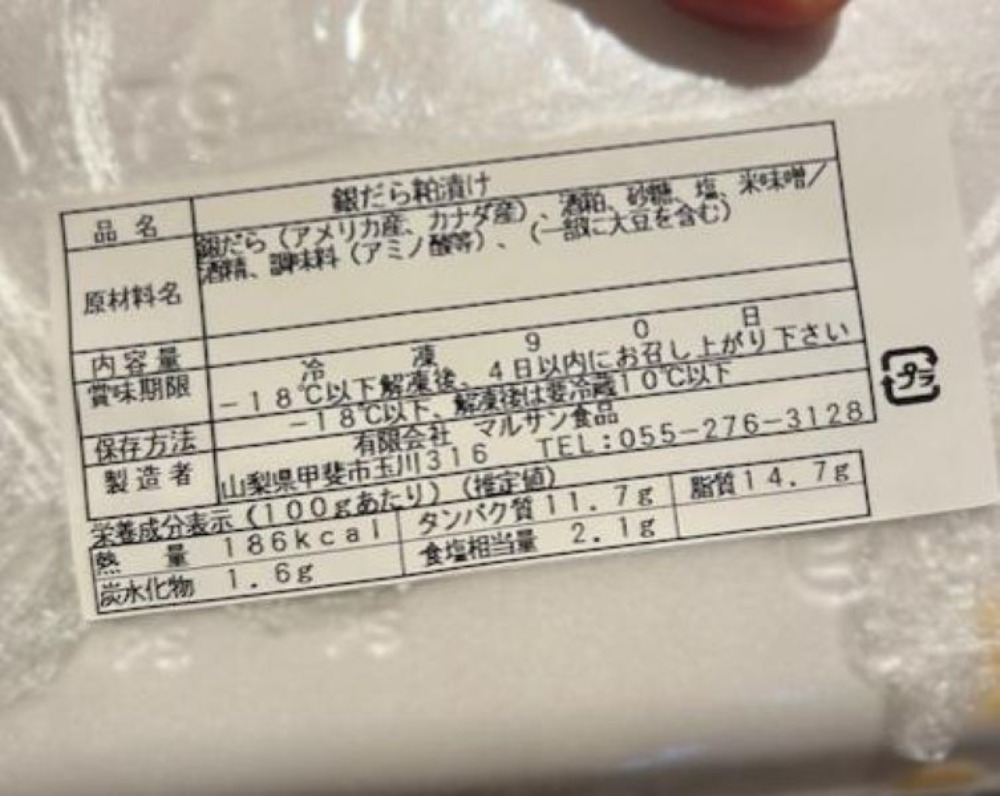 品名 銀だら粕漬け
原材料名 銀だら（アメリカ産、カナダ産）、酒粕、砂糖、塩、米味噌／
酒精、調味料（アミノ酸等）、（一部に大豆を含む）
内容量
賞味期限 冷凍90日
－18℃以下解凍後、4日以内にお召し上がり下さい
保存方法 －18℃以下、解凍後は要冷蔵10℃以下
製造者 有限会社 マルサン食品
山梨県甲斐市玉川316 TEL:055-276-3128
プラ
栄養成分表示（100gあたり）（推定値）
熱量 186kcal タンパク質11.7g 脂質14.7g
炭水化物 1.6g 食塩相当量 2.1g